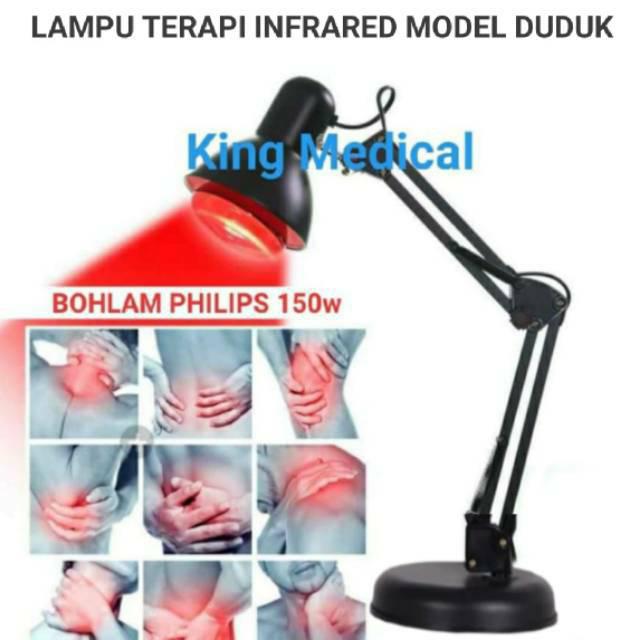 LAMPU TERAPI INFRARED MODEL DUDUK
King Medical
BOHLAM PHILIPS 150w